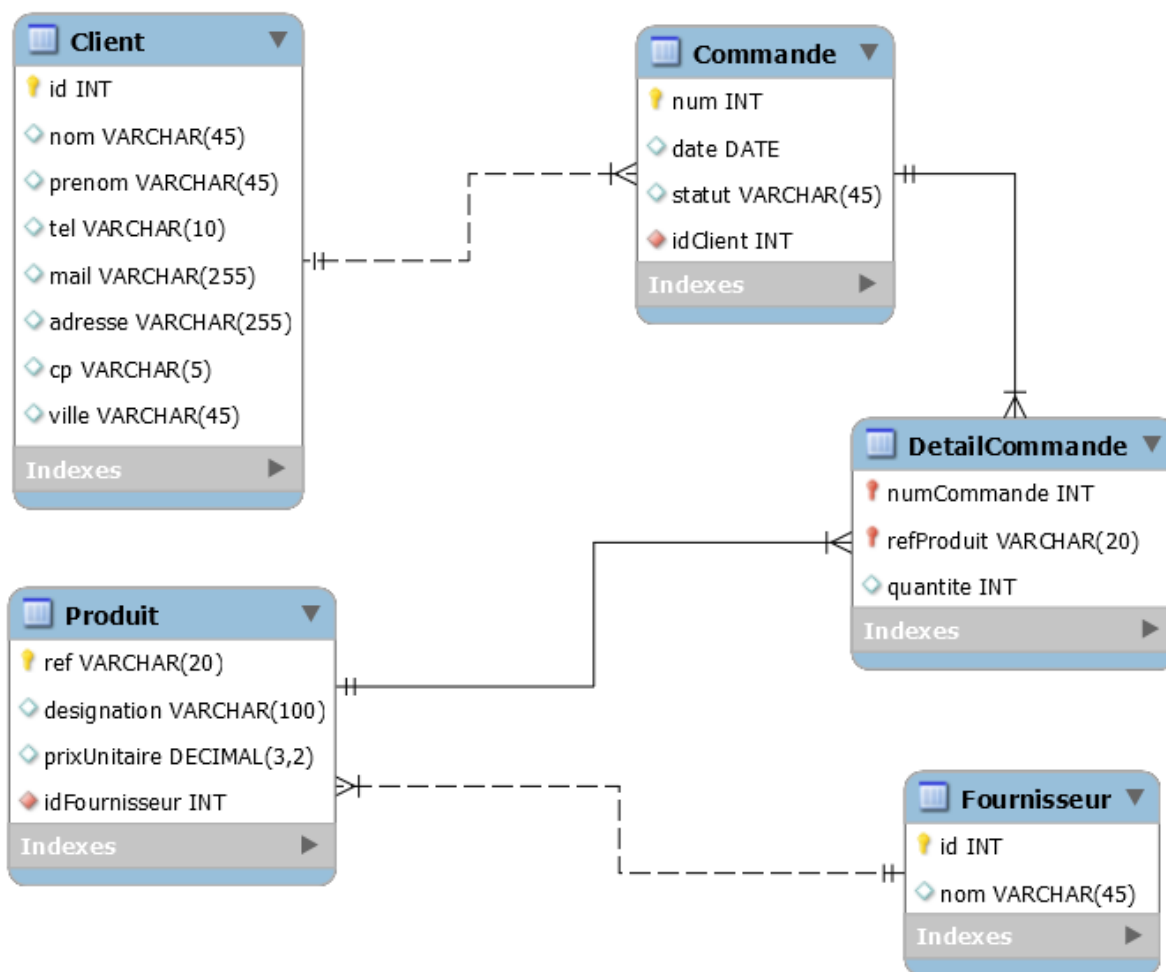 Client
id INT
nom VARCHAR(45)
prenom VARCHAR(45)
tel VARCHAR(10)
mail VARCHAR(255)
adresse VARCHAR(255)
cp VARCHAR(5)
ville VARCHAR(45)
Indexes
Commande
num INT
date DATE
statut VARCHAR(45)
idClient INT
Indexes
DetailCommande
numCommande INT
refProduit VARCHAR(20)
quantite INT
Indexes
Produit
ref VARCHAR(20)
designation VARCHAR(100)
prixUnitaire DECIMAL(3,2)
idFournisseur INT
Indexes
Fournisseur
id INT
nom VARCHAR(45)
Indexes